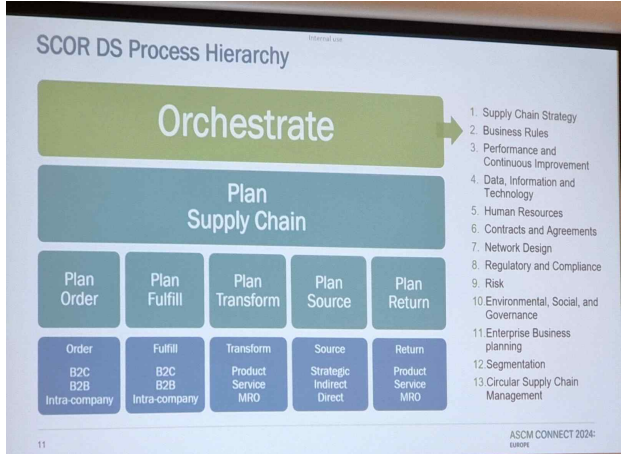 Internal use
SCOR DS Process Hierarchy
Orchestrate
Plan
Supply Chain
Plan
Order
Plan
Fulfill
Plan
Transform
Plan
Source
Plan
Return
Order
B2C
B2B
Intra-company
Fulfill
B2C
B2B
Intra-company
Transform
Product
Service
MRO
Source
Strategic
Indirect
Direct
Return
Product
Service
MRO
1. Supply Chain Strategy
2. Business Rules
3. Performance and
Continuous Improvement
4. Data, Information and
Technology
5. Human Resources
6. Contracts and Agreements
7. Network Design
8. Regulatory and Compliance
9. Risk
10.Environmental, Social, and
Governance
11.Enterprise Business
planning
12.Segmentation
13.Circular Supply Chain
Management
11
ASCM CONNECT 2024:
EUROPE